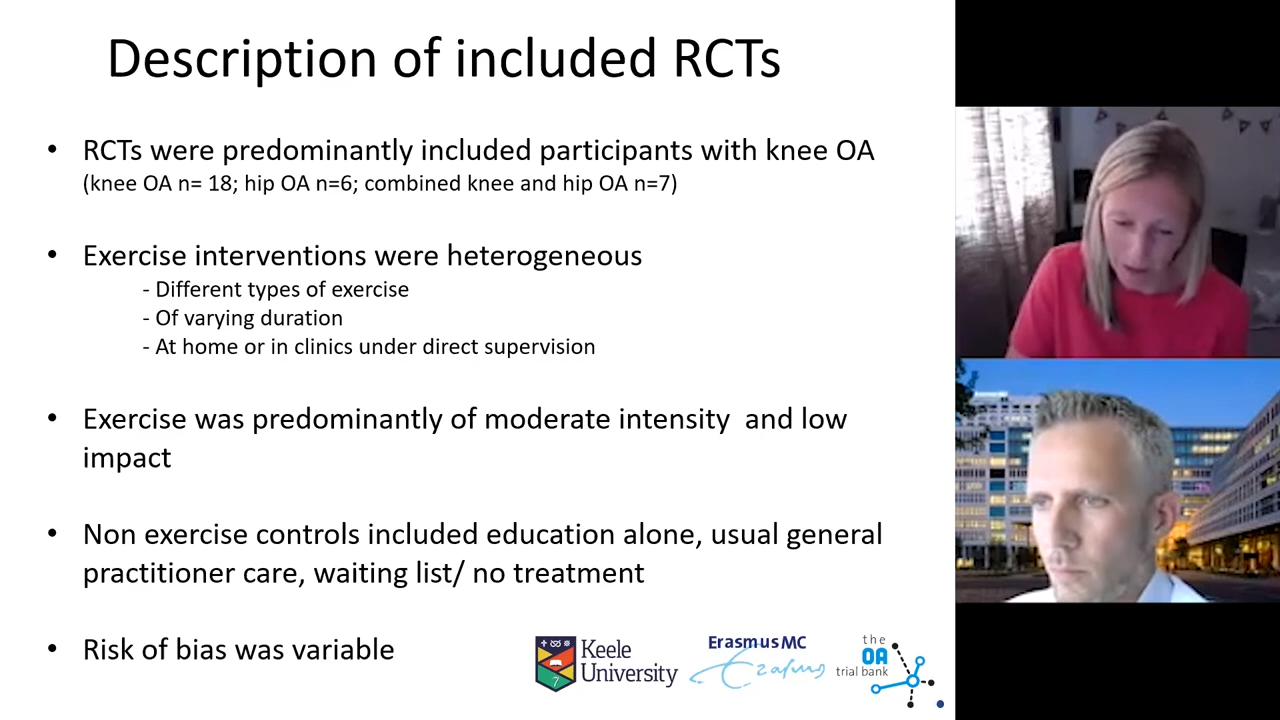 Description of included RCTs
• RCTs were predominantly included participants with knee OA
(knee OA n= 18; hip OA n=6; combined knee and hip OA n=7)
• Exercise interventions were heterogeneous
- Different types of exercise
- Of varying duration
- At home or in clinics under direct supervision
• Exercise was predominantly of moderate intensity  and low
impact
• Non exercise controls included education alone, usual general
practitioner care, waiting list/ no treatment
• Risk of bias was variable
Keele
University
Erasmus MC
Erasmus
the
OA
trial bank